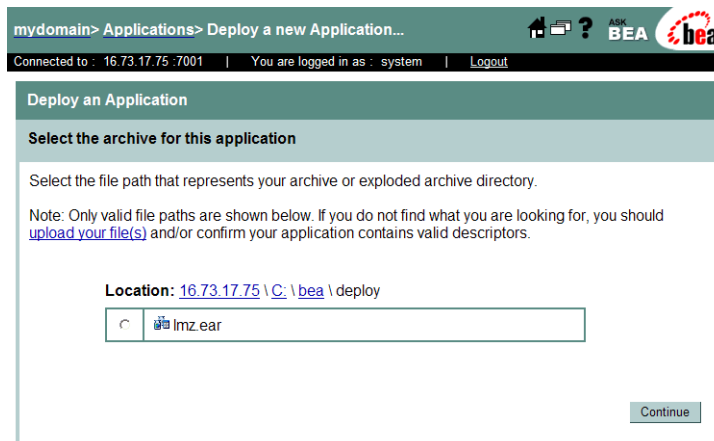 mydomain> Applications> Deploy a new Application...
? ASK BEA bea
Connected to : 16.73.17.75 :7001 | You are logged in as : system | Logout
Deploy an Application
Select the archive for this application
Select the file path that represents your archive or exploded archive directory.
Note: Only valid file paths are shown below. If you do not find what you are looking for, you should
upload your file(s) and/or confirm your application contains valid descriptors.
Location: 16.73.17.75 \ C: \ bea \ deploy
lmz.ear
Continue